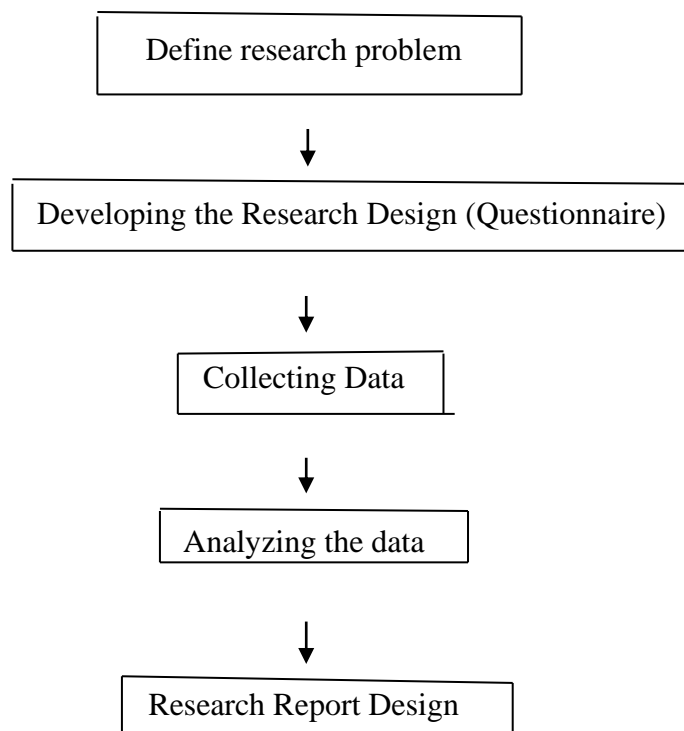 Define research problem
Developing the Research Design (Questionnaire)
Collecting Data
Analyzing the data
Research Report Design